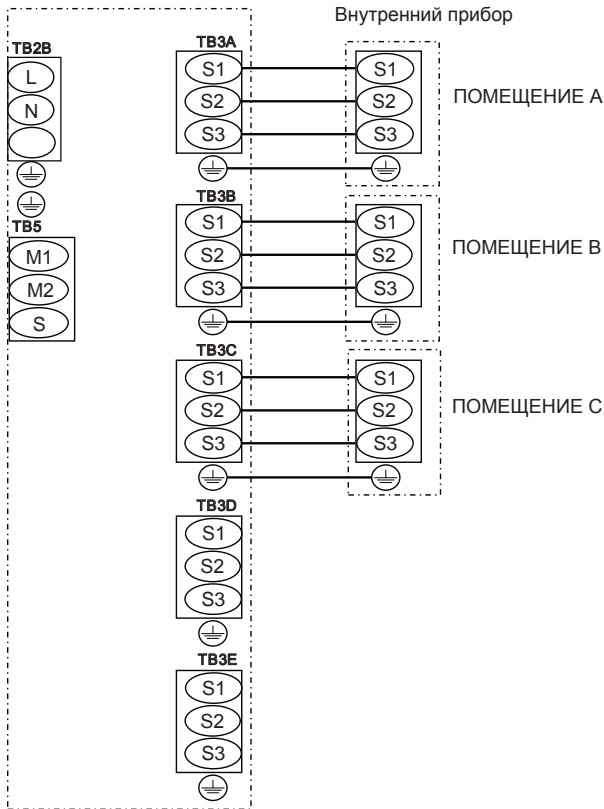 Внутренний прибор
TB2B
L
N
TB3A
S1
S2
S3
S1
S2
S3
ПОМЕЩЕНИЕ A
TB5
M1
M2
S
TB3B
S1
S2
S3
S1
S2
S3
ПОМЕЩЕНИЕ B
TB3C
S1
S2
S3
S1
S2
S3
ПОМЕЩЕНИЕ C
TB3D
S1
S2
S3
TB3E
S1
S2
S3